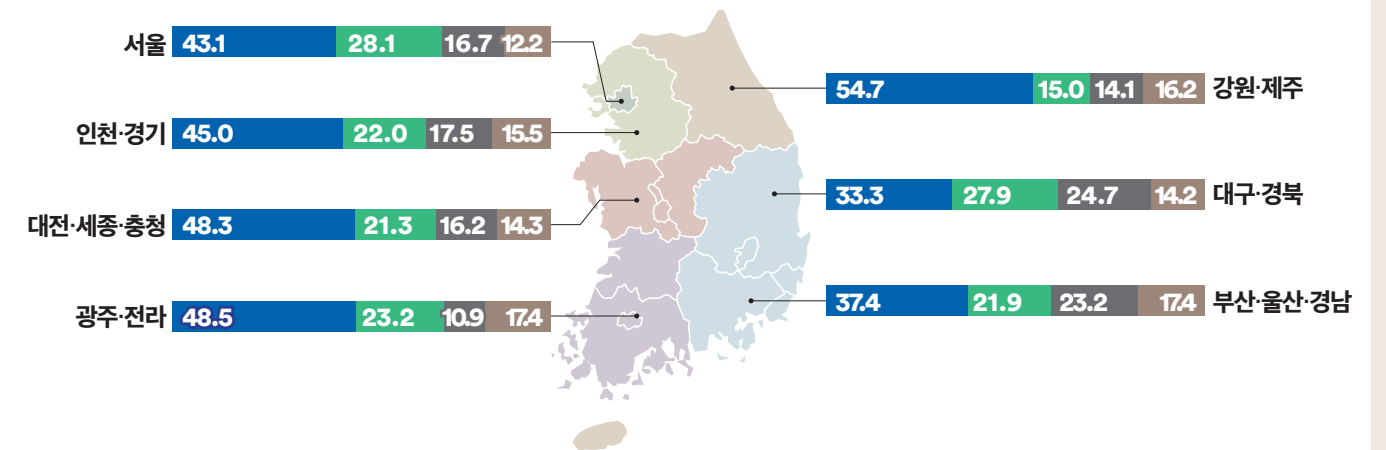 서울 43.1 28.1 16.7 12.2
인천·경기 45.0 22.0 17.5 15.5
대전·세종·충청 48.3 21.3 16.2 14.3
광주·전라 48.5 23.2 10.9 17.4
54.7 15.0 14.1 16.2 강원·제주
33.3 27.9 24.7 14.2 대구·경북
37.4 21.9 23.2 17.4 부산·울산·경남